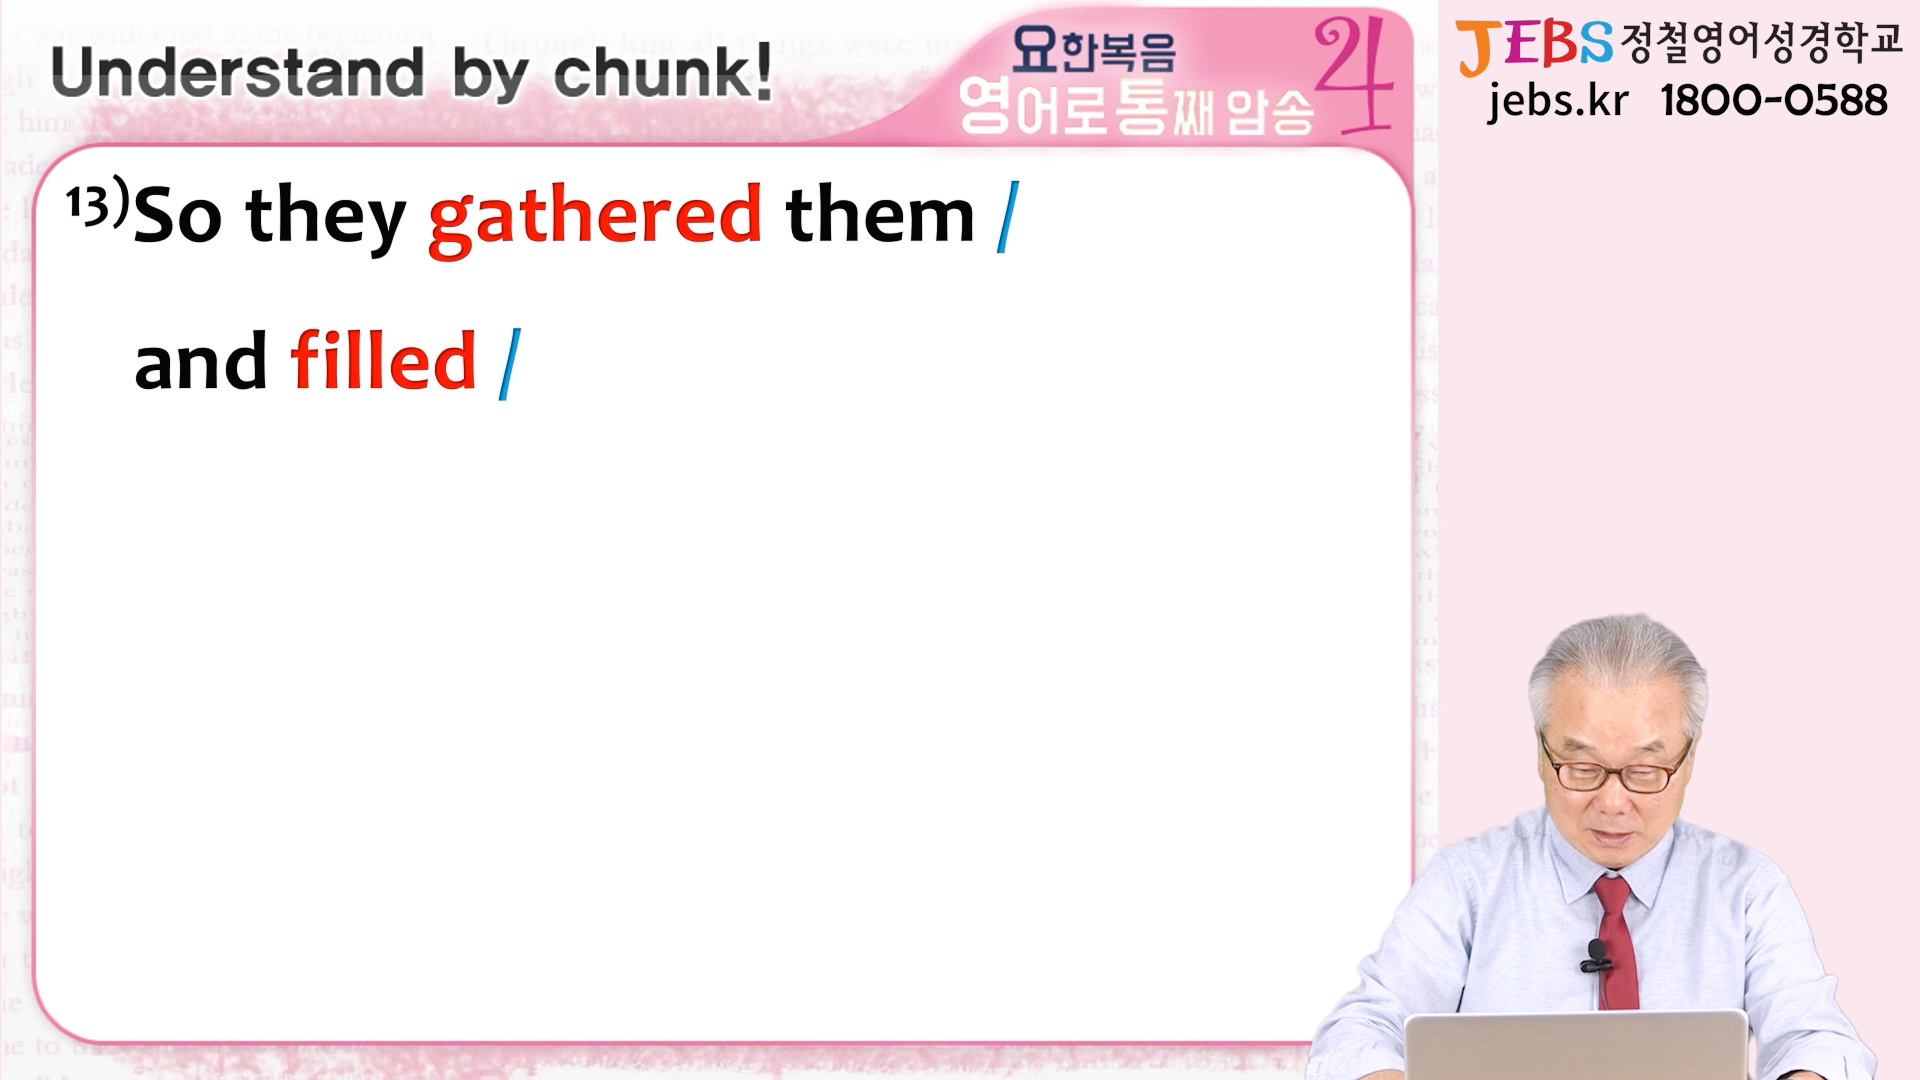 Understand by chunk!
요한복음
영어로 통째 암송 4
JEBS 정철영어성경학교
jebs.kr 1800-0588
13)So they gathered them /
and filled /